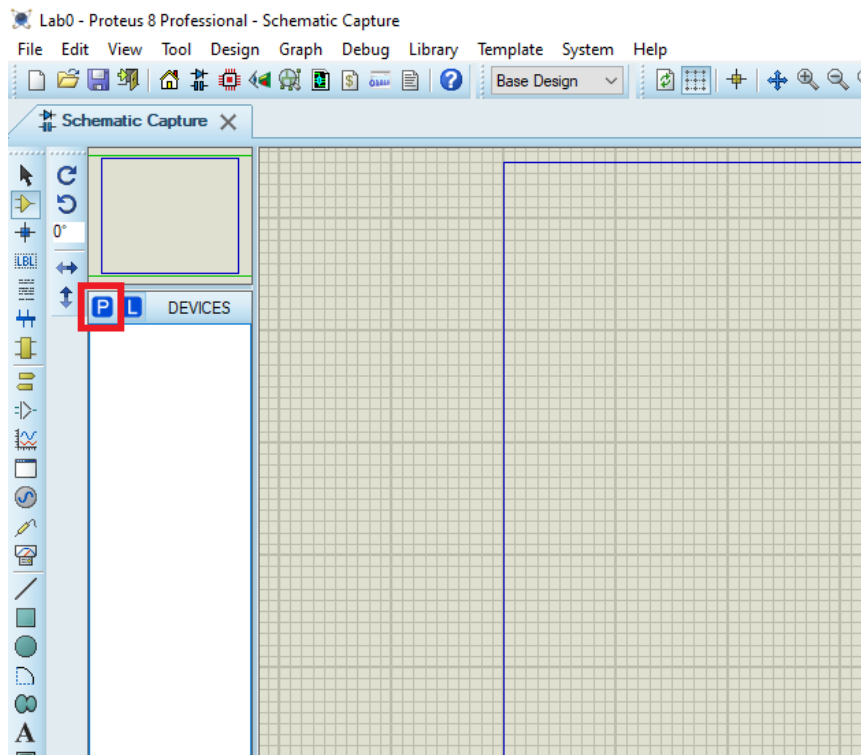 Lab0 - Proteus 8 Professional - Schematic Capture
File Edit View Tool Design Graph Debug Library Template System Help
Base Design
Schematic Capture
0°
LBL
P L DEVICES
A